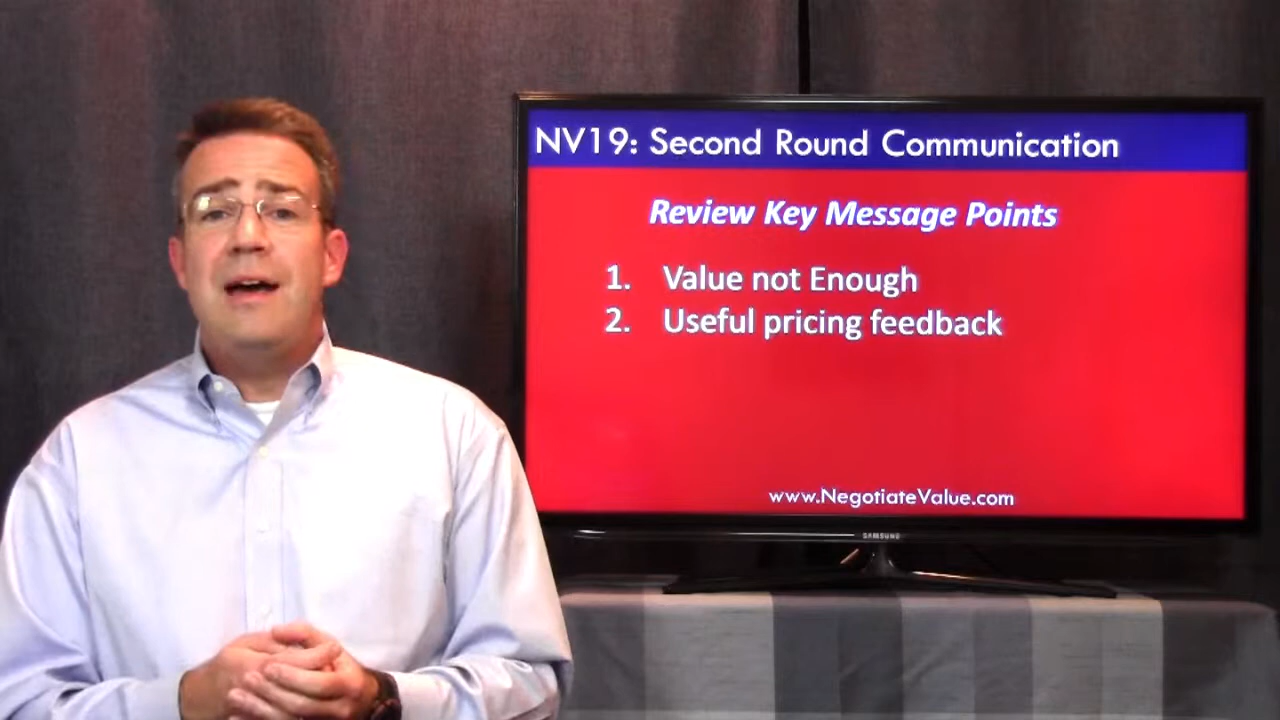 NV19: Second Round Communication
Review Key Message Points
1. Value not Enough
2. Useful pricing feedback
www.NegotiateValue.com
SAMSUNG